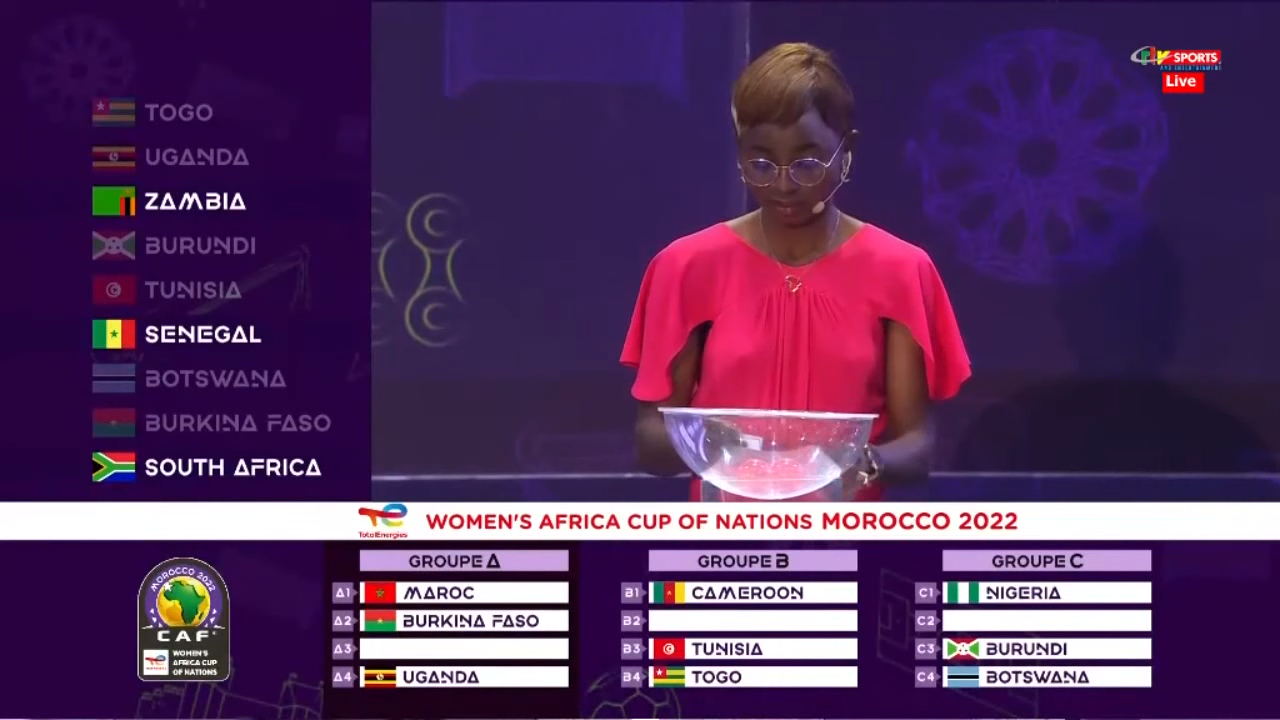 SPORTS
AND ENTERTAINMENT
Live
TOGO
UGANDA
ZAMBIA
BURUNDI
TUNISIA
SENEGAL
BOTSWANA
BURKINA FASO
SOUTH AFRICA
TotalEnergies
WOMEN'S AFRICA CUP OF NATIONS MOROCCO 2022
MOROCCO 2022
CAF
WOMEN'S
AFRICA CUP
OF NATIONS
GROUPE A
A1 MAROC
A2 BURKINA FASO
A3
A4 UGANDA
GROUPE B
B1 CAMEROON
B2
B3 TUNISIA
B4 TOGO
GROUPE C
C1 NIGERIA
C2
C3 BURUNDI
C4 BOTSWANA